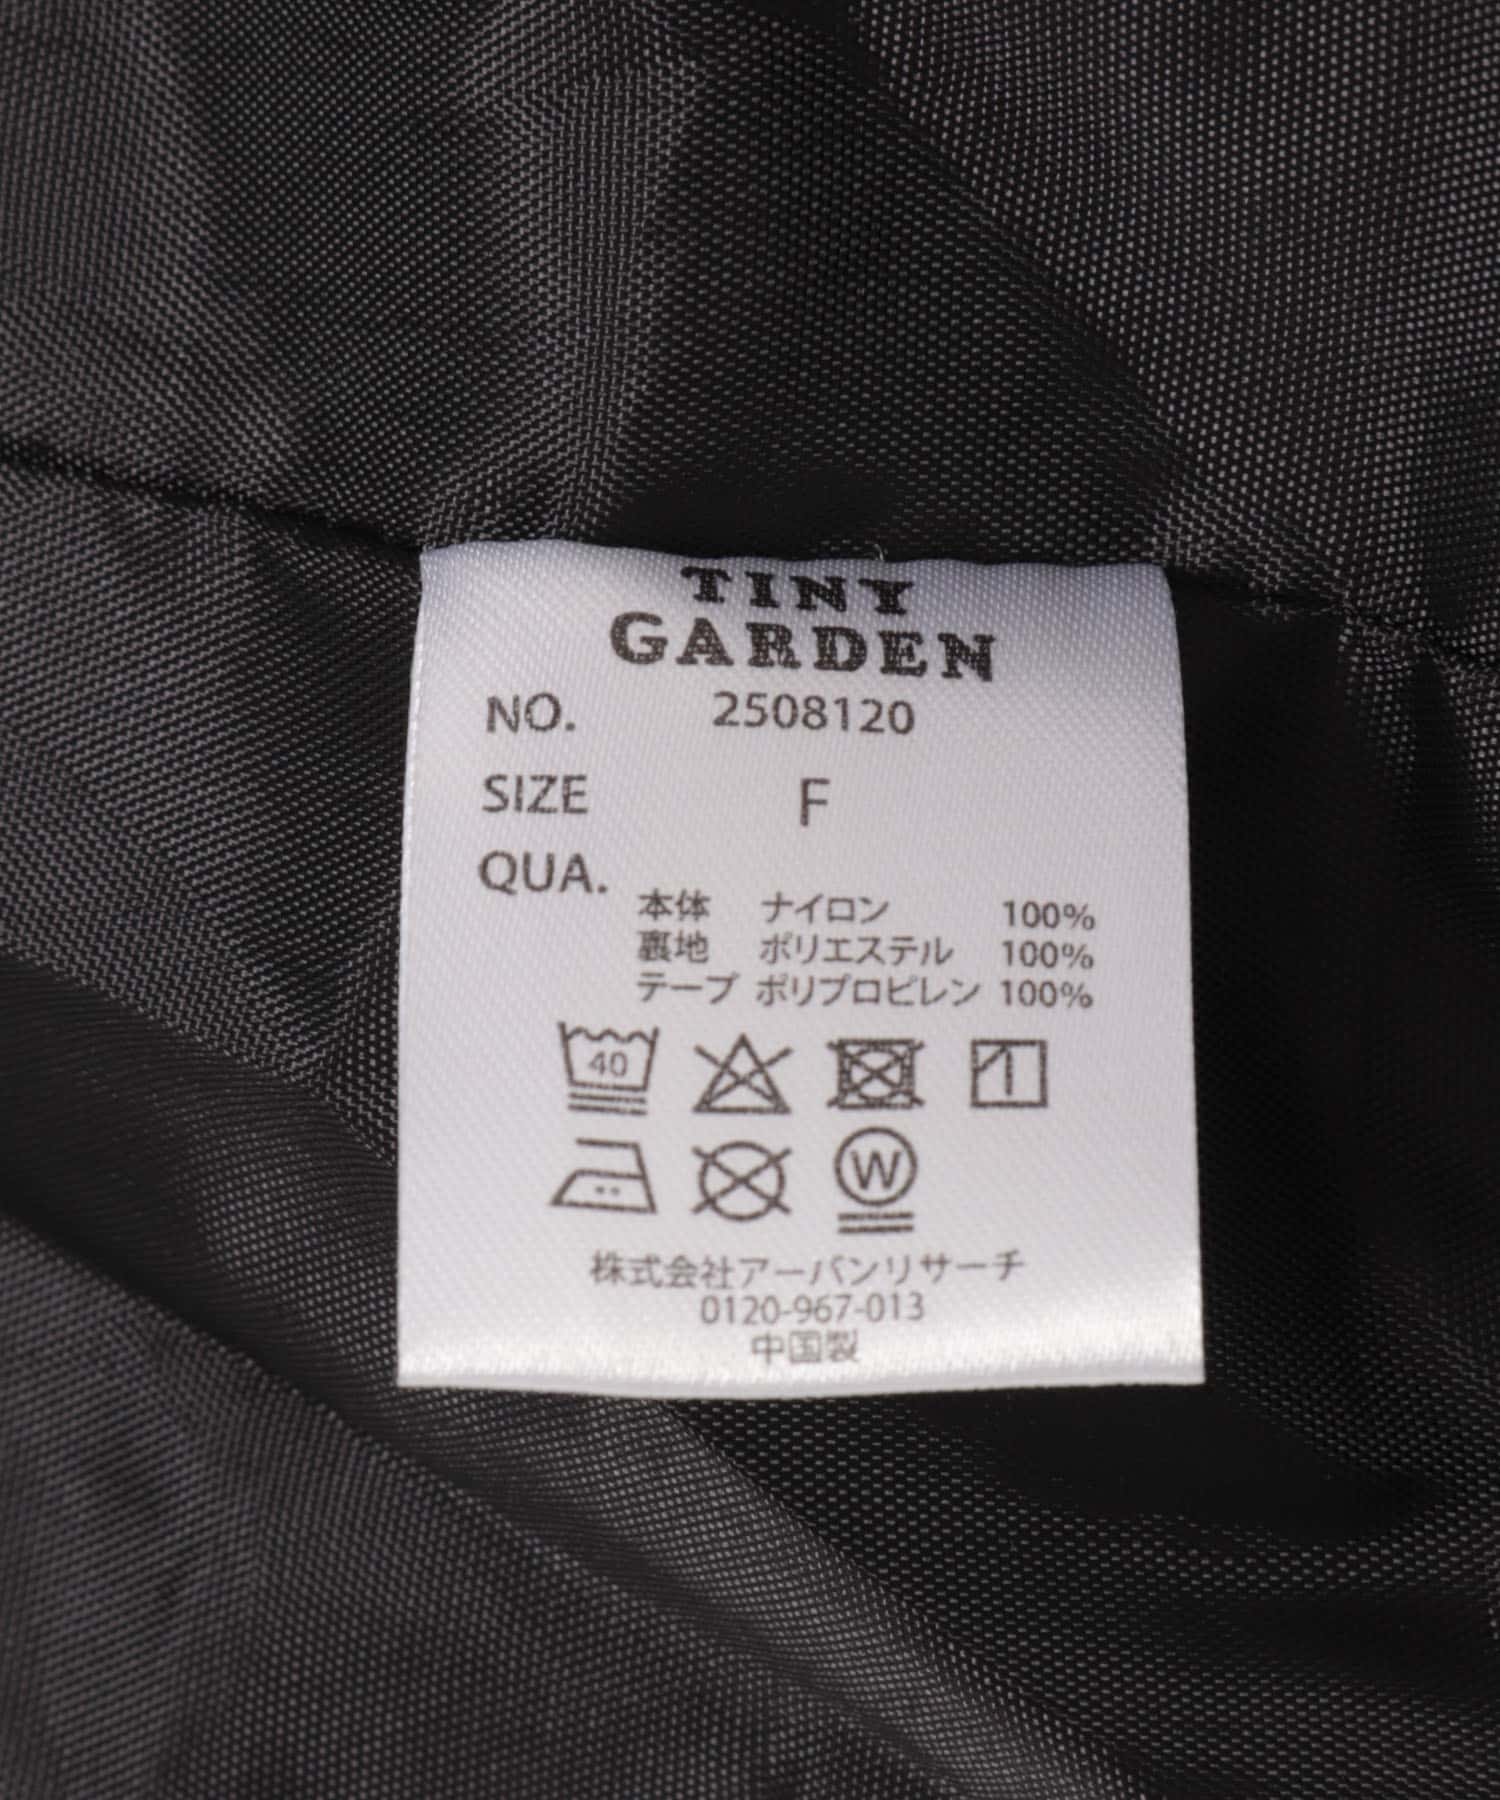 TINY
GARDEN
NO. 2508120
SIZE F
QUA.
本体 ナイロン 100%
裏地 ポリエステル 100%
テープ ポリプロピレン 100%
40
W
株式会社アーバンリサーチ
0120-967-013
中国製